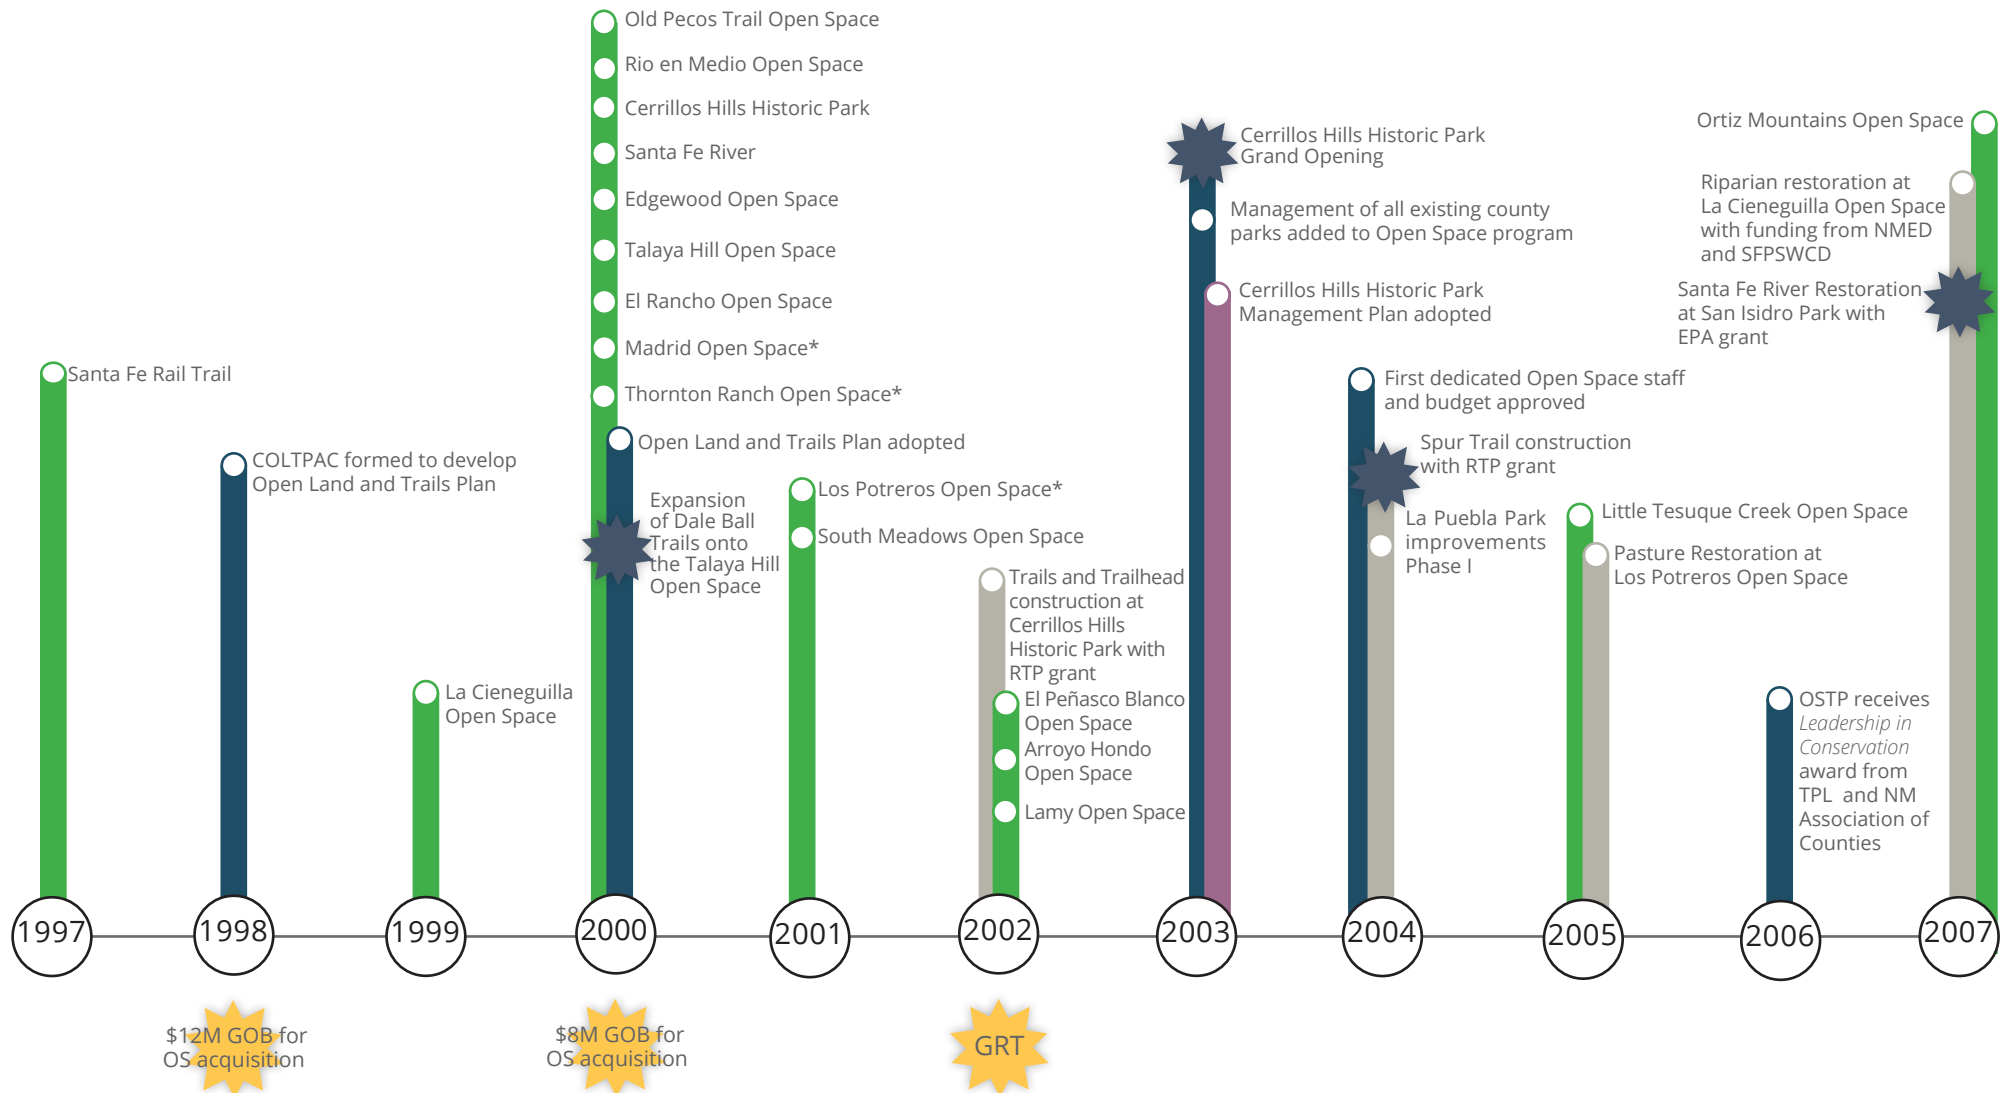 Old Pecos Trail Open Space
Rio en Medio Open Space
Cerrillos Hills Historic Park
Santa Fe River
Edgewood Open Space
Talaya Hill Open Space
El Rancho Open Space
Madrid Open Space*
Thornton Ranch Open Space*
Open Land and Trails Plan adopted
Expansion
of Dale Ball
Trails onto
the Talaya Hill
Open Space
Santa Fe Rail Trail
COLTPAC formed to develop
Open Land and Trails Plan
La Cieneguilla
Open Space
Los Potreros Open Space*
South Meadows Open Space
Trails and Trailhead
construction at
Cerrillos Hills
Historic Park with
RTP grant
El Peñasco Blanco
Open Space
Arroyo Hondo
Open Space
Lamy Open Space
Cerrillos Hills Historic Park
Grand Opening
Management of all existing county
parks added to Open Space program
Cerrillos Hills Historic Park
Management Plan adopted
First dedicated Open Space staff
and budget approved
Spur Trail construction
with RTP grant
La Puebla Park
improvements
Phase I
Little Tesuque Creek Open Space
Pasture Restoration at
Los Potreros Open Space
OSTP receives
Leadership in
Conservation
award from
TPL and NM
Association of
Counties
Ortiz Mountains Open Space
Riparian restoration at
La Cieneguilla Open Space
with funding from NMED
and SFPSWCD
Santa Fe River Restoration
at San Isidro Park with
EPA grant
1997
1998
1999
2000
2001
2002
2003
2004
2005
2006
2007
$12M GOB for
OS acquisition
$8M GOB for
OS acquisition
GRT